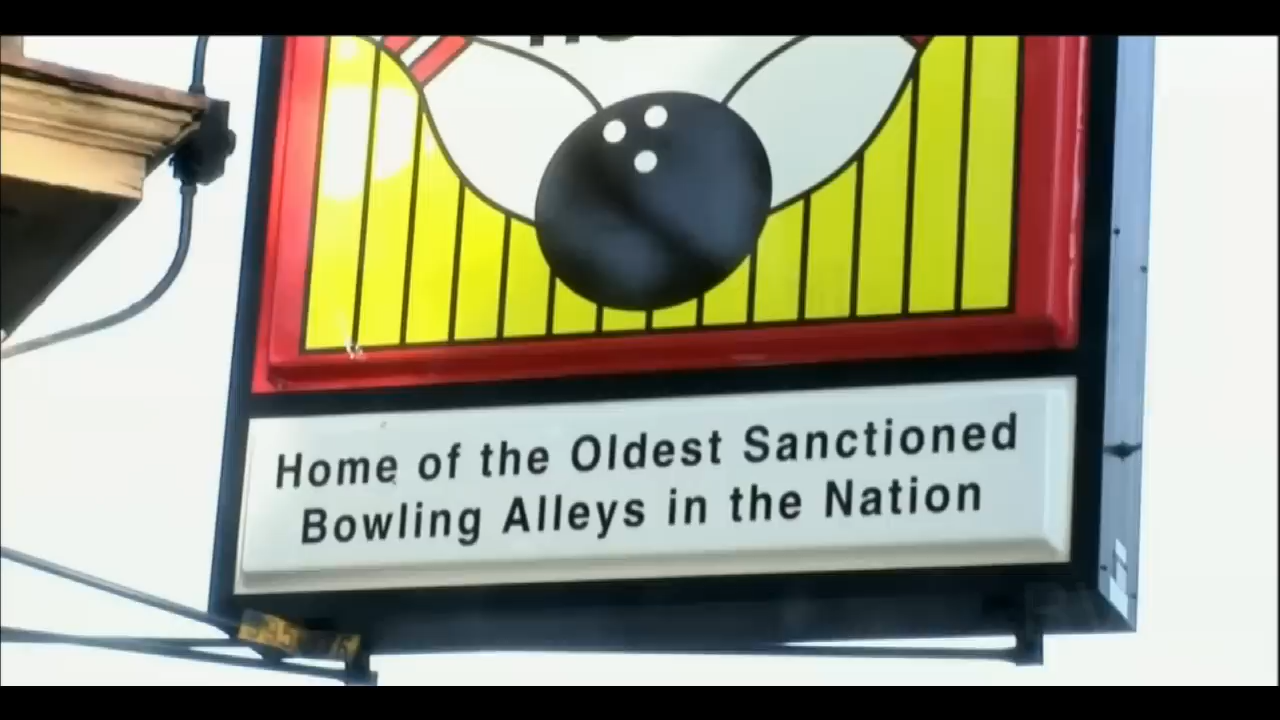 Home of the Oldest Sanctioned
Bowling Alleys in the Nation